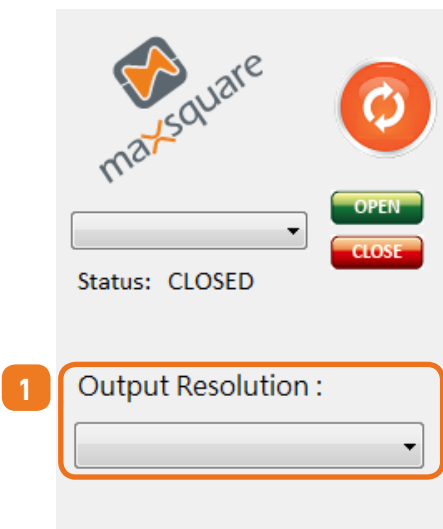 maxsquare
OPEN
CLOSE
Status: CLOSED
1
Output Resolution :